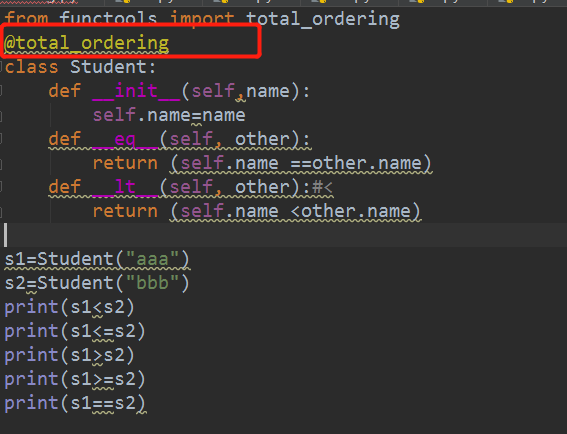 from functools import total_ordering
@total_ordering
class Student:
    def __init__(self,name):
        self.name=name
    def __eq__(self, other):
        return (self.name ==other.name)
    def __lt__(self, other):#<
        return (self.name <other.name)
s1=Student("aaa")
s2=Student("bbb")
print(s1<s2)
print(s1<=s2)
print(s1>s2)
print(s1>=s2)
print(s1==s2)